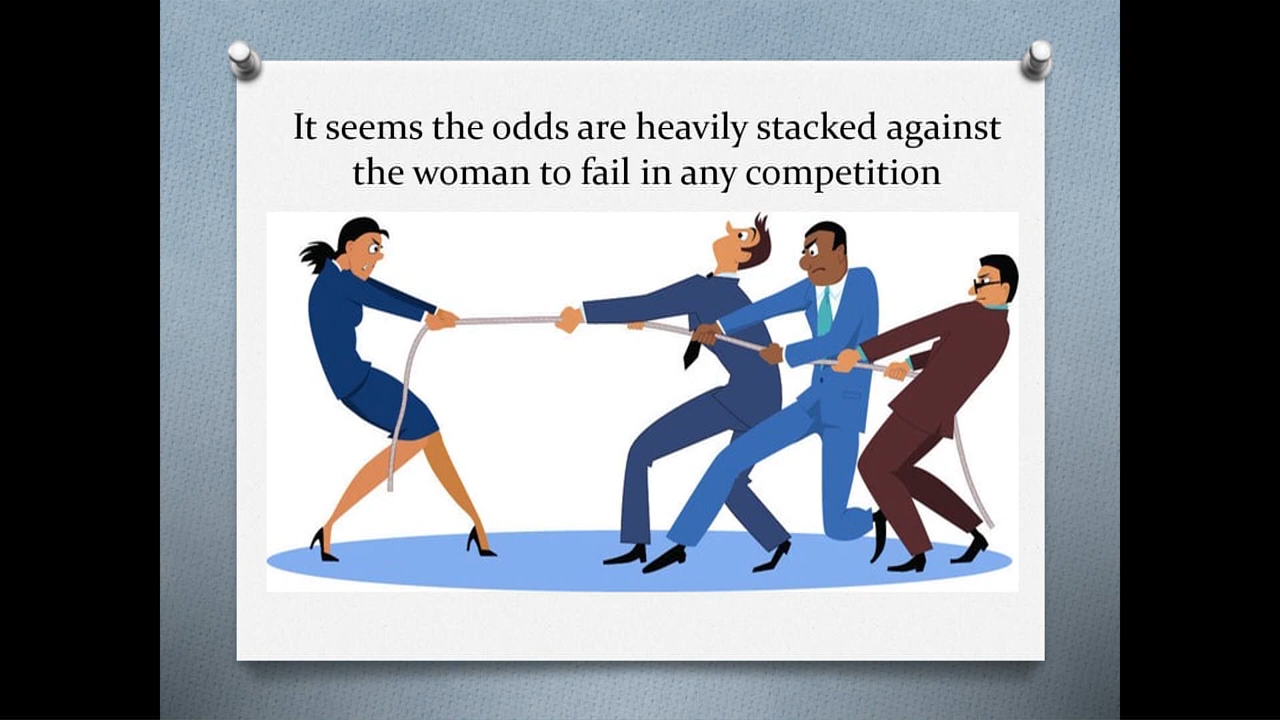 It seems the odds are heavily stacked against
the woman to fail in any competition